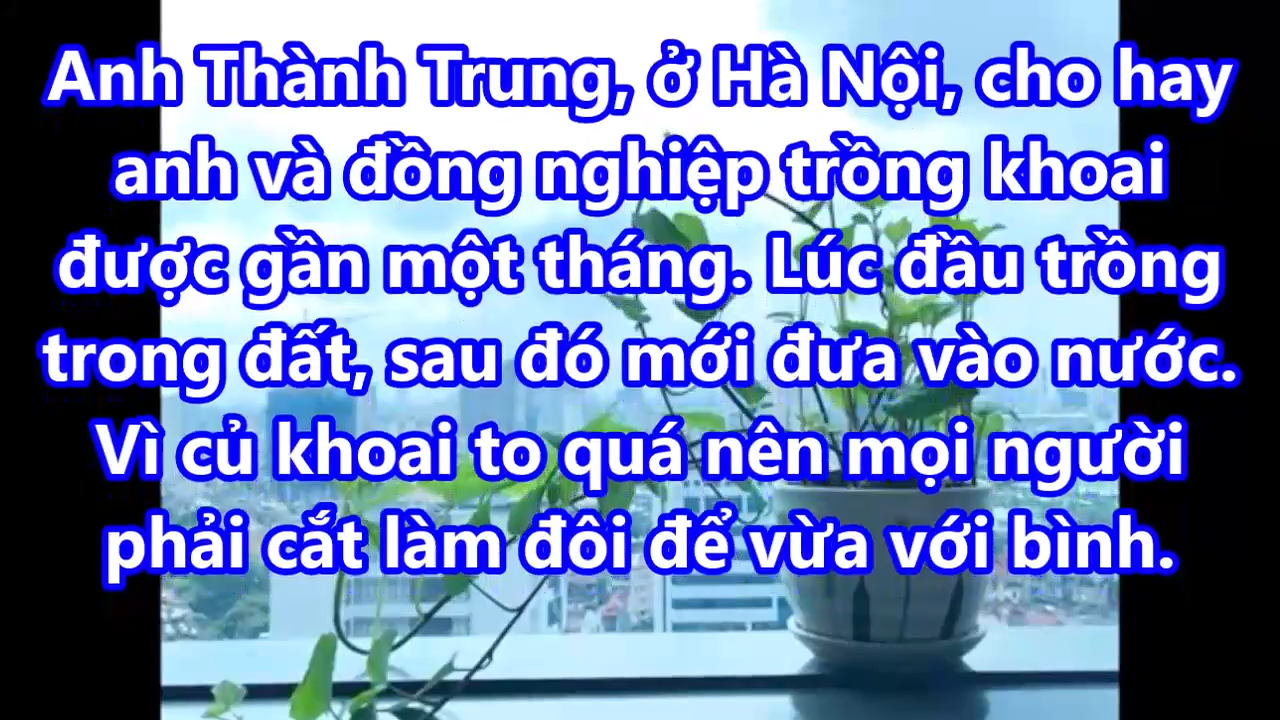 Anh Thành Trung, ở Hà Nội, cho hay
anh và đồng nghiệp trồng khoai
được gần một tháng. Lúc đầu trồng
trong đất, sau đó mới đưa vào nước.
Vì củ khoai to quá nên mọi người
phải cắt làm đôi để vừa với bình.